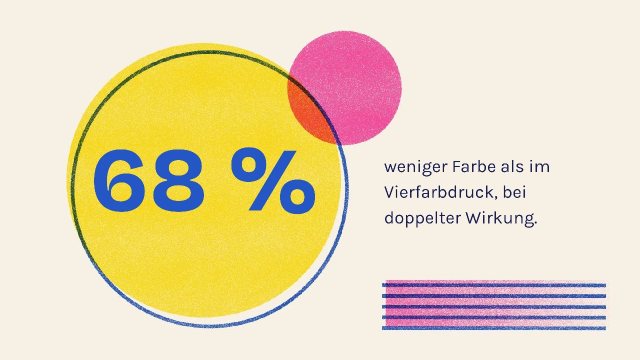 68 %
weniger Farbe als im
Vierfarbdruck, bei
doppelter Wirkung.